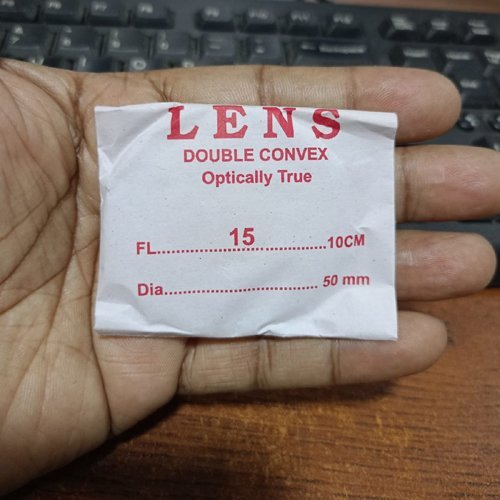 LENS
DOUBLE CONVEX
Optically True
FL..................15..................10CM
Dia.................................... 50 mm